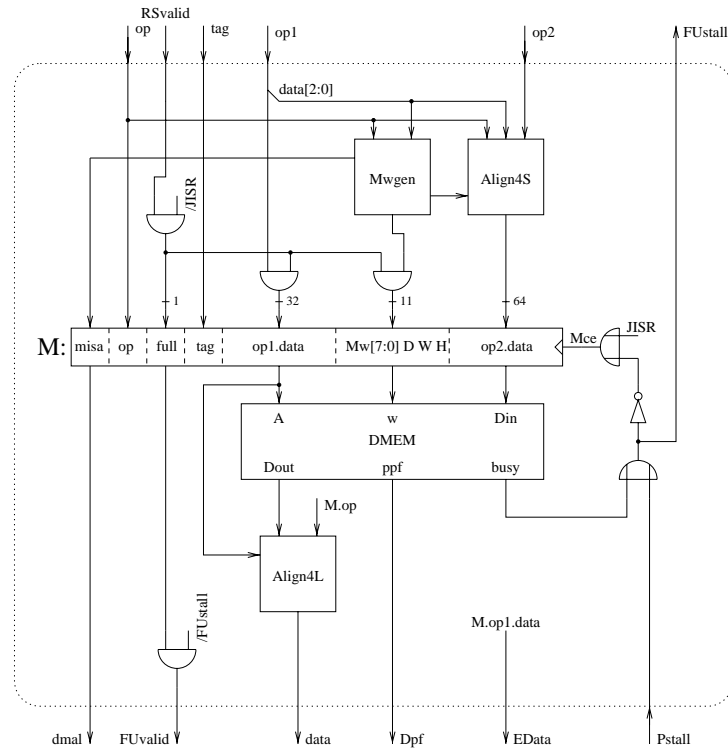 RSvalid
op tag op1 op2 FUstall
data[2:0]
Mwgen Align4S
/JISR
1 32 11 64
M: misa op full tag op1.data Mw[7:0] D W H op2.data Mce JISR
A w Din
DMEM
Dout ppf busy
M.op
Align4L
/FUstall
M.op1.data
dmal FUvalid data Dpf EData Pstall